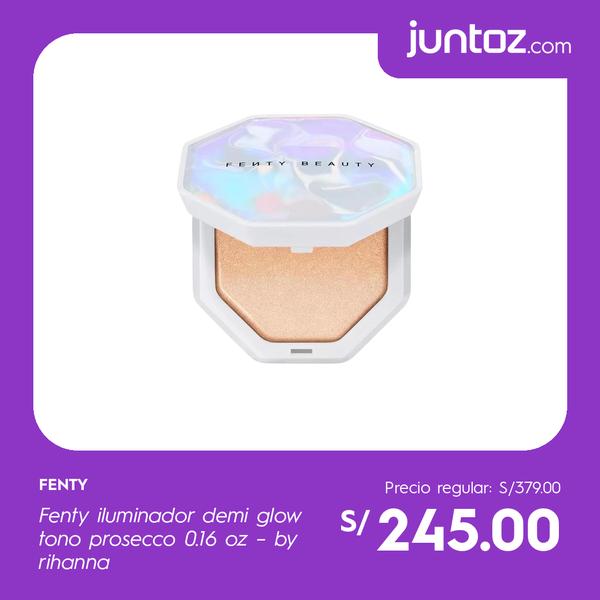 juntoz.com
FENTY BEAUTY
FENTY
Fenty iluminador demi glow
tono prosecco 0.16 oz - by
rihanna
Precio regular: S/379.00
S/ 245.00